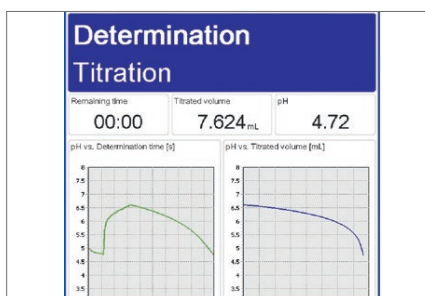 Determination
Titration
Remaining time
00:00
Titrated volume
7.624 mL
pH
4.72
pH vs. Determination time [s]
8
7.5
7
6.5
6
5.5
5
4.5
4
3.5
pH vs. Titrated volume [mL]
8
7.5
7
6.5
6
5.5
5
4.5
4
3.5